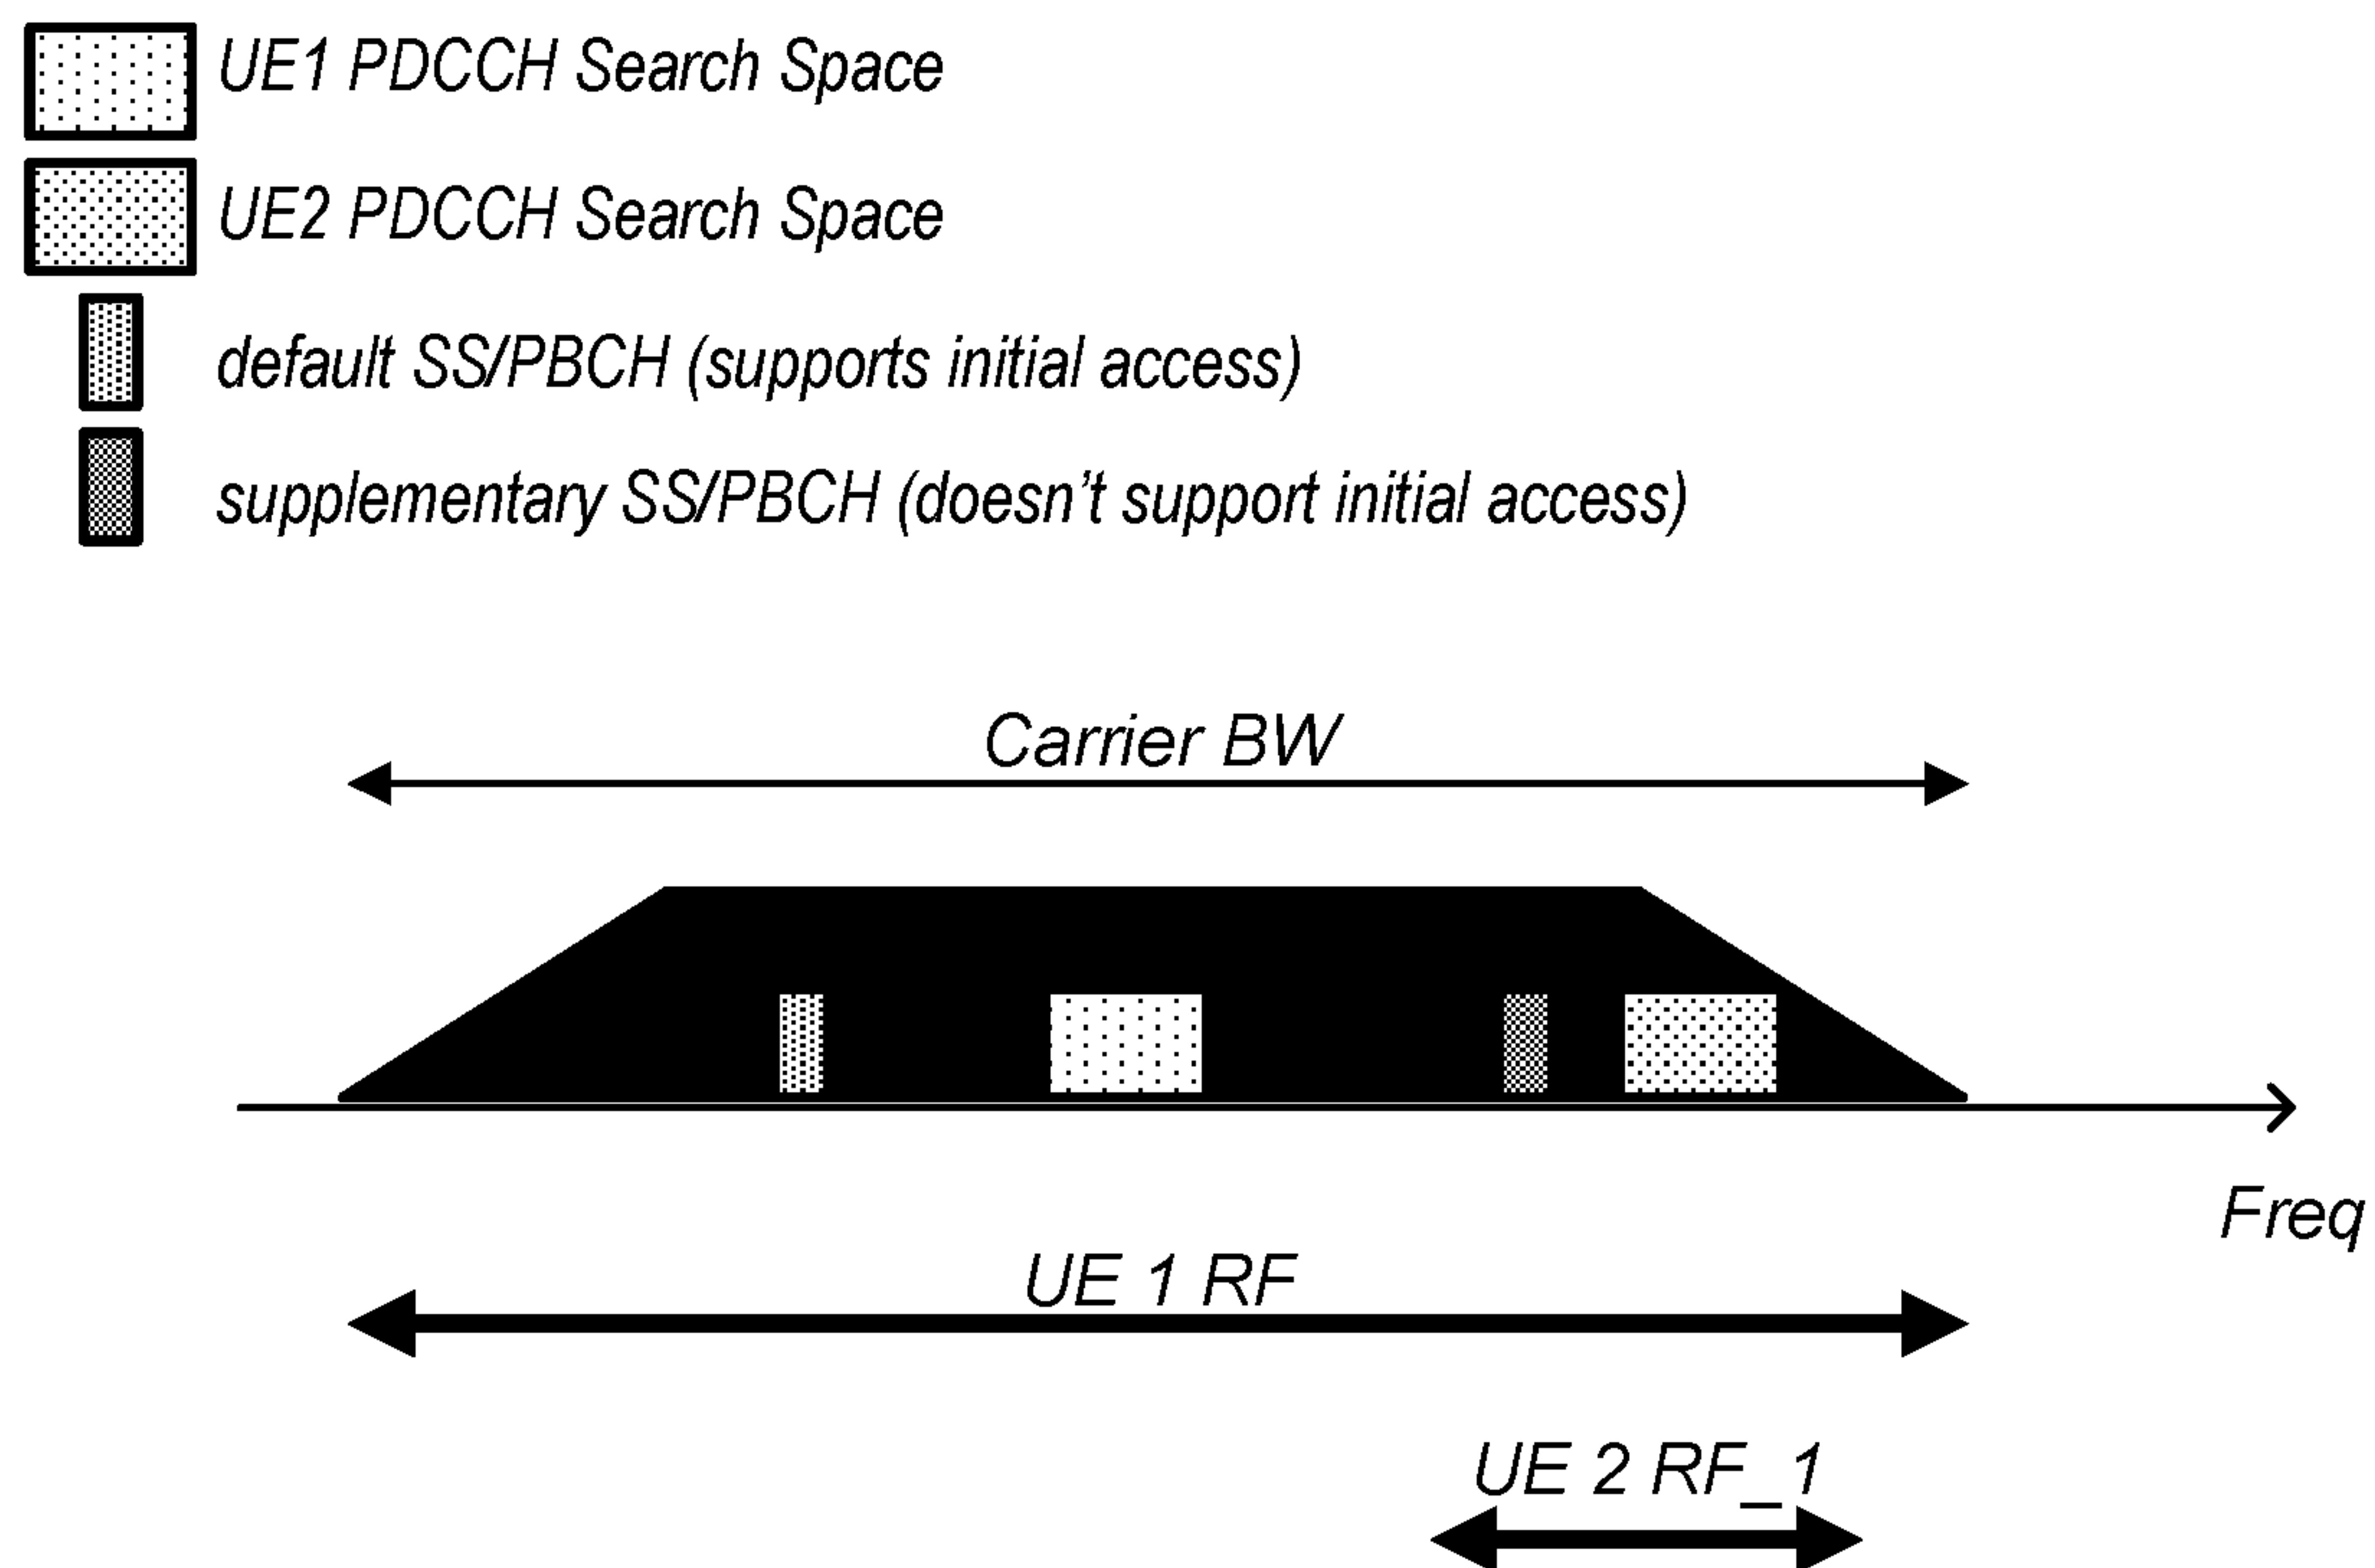 UE1 PDCCH Search Space
UE2 PDCCH Search Space
default SS/PBCH (supports initial access)
supplementary SS/PBCH (doesn't support initial access)
Carrier BW
Freq
UE 1 RF
UE 2 RF_1